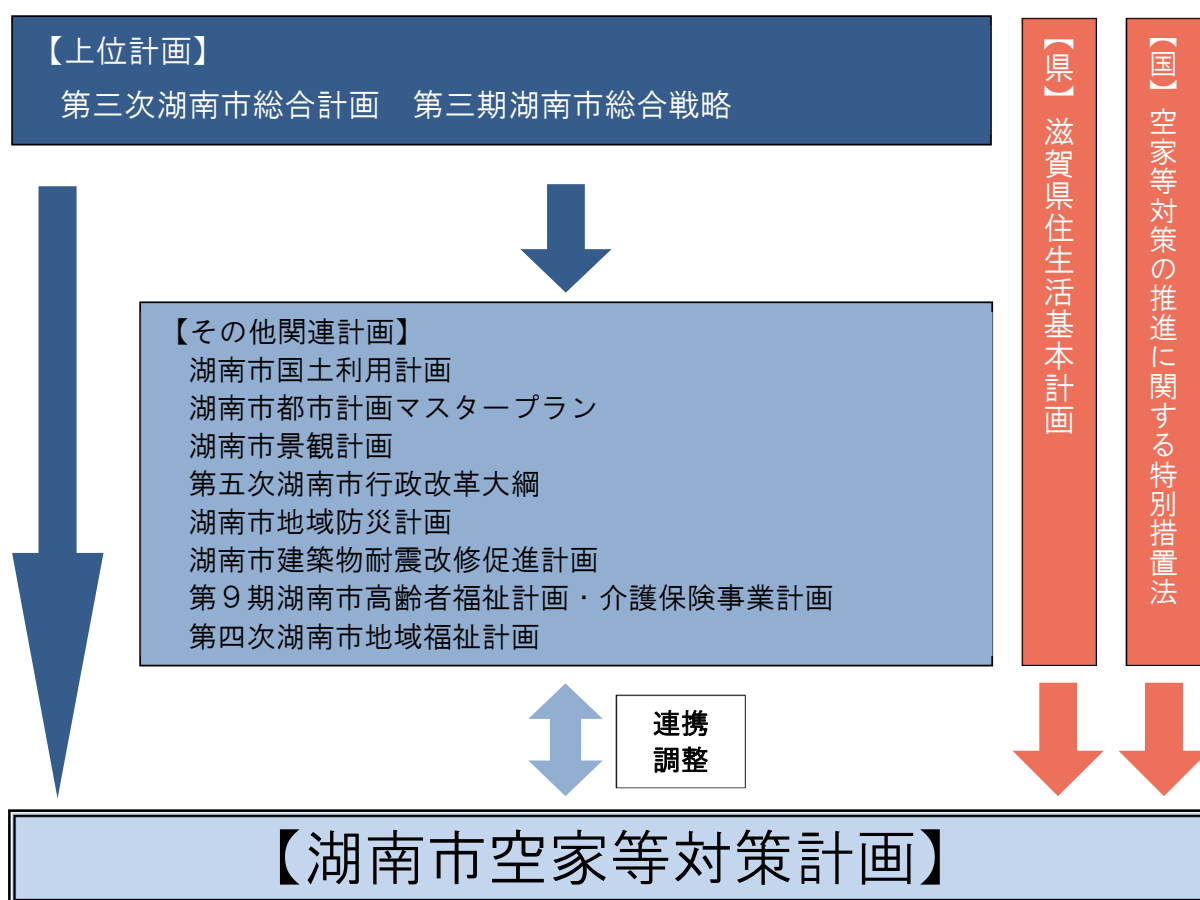 【上位計画】
第三次湖南市総合計画　第三期湖南市総合戦略
【県】滋賀県住生活基本計画
【国】空家等対策の推進に関する特別措置法
【その他関連計画】
湖南市国土利用計画
湖南市都市計画マスタープラン
湖南市景観計画
第五次湖南市行政改革大綱
湖南市地域防災計画
湖南市建築物耐震改修促進計画
第９期湖南市高齢者福祉計画・介護保険事業計画
第四次湖南市地域福祉計画
連携
調整
【湖南市空家等対策計画】